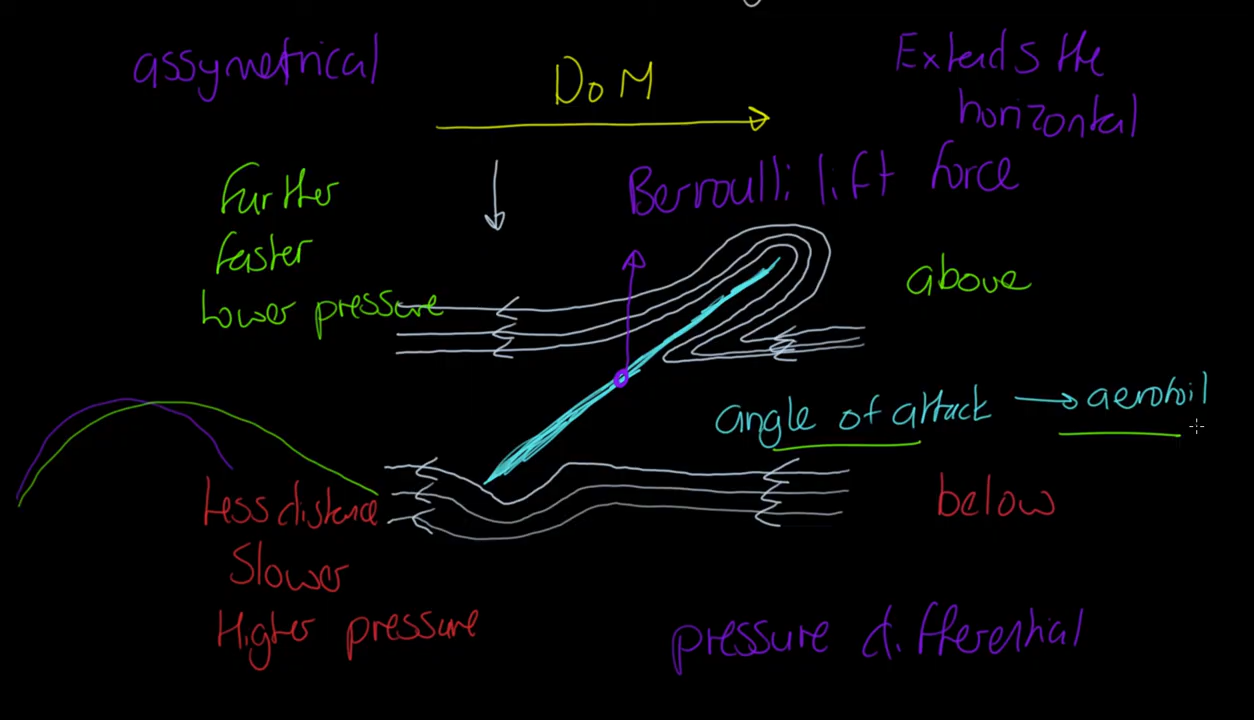 assymetrical
DoM
Extends the
horizontal
Further
faster
Lower pressure
Bernoulli lift force
above
angle of attack → aerofoil
Less distance
Slower
Higher pressure
below
pressure differential